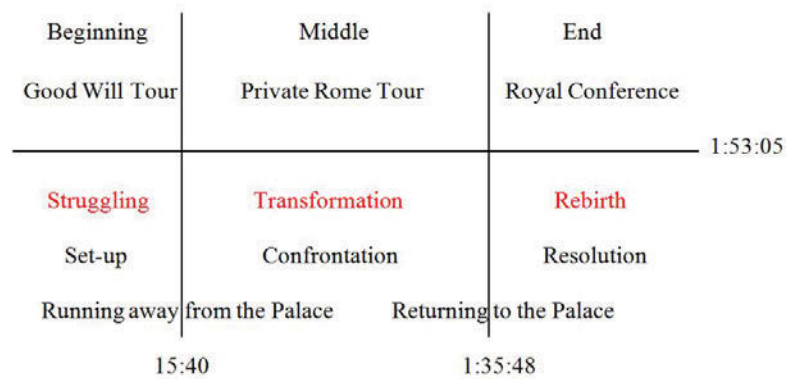 Beginning Middle End
Good Will Tour Private Rome Tour Royal Conference
1:53:05
Struggling Transformation Rebirth
Set-up Confrontation Resolution
Running away from the Palace Returning to the Palace
15:40 1:35:48